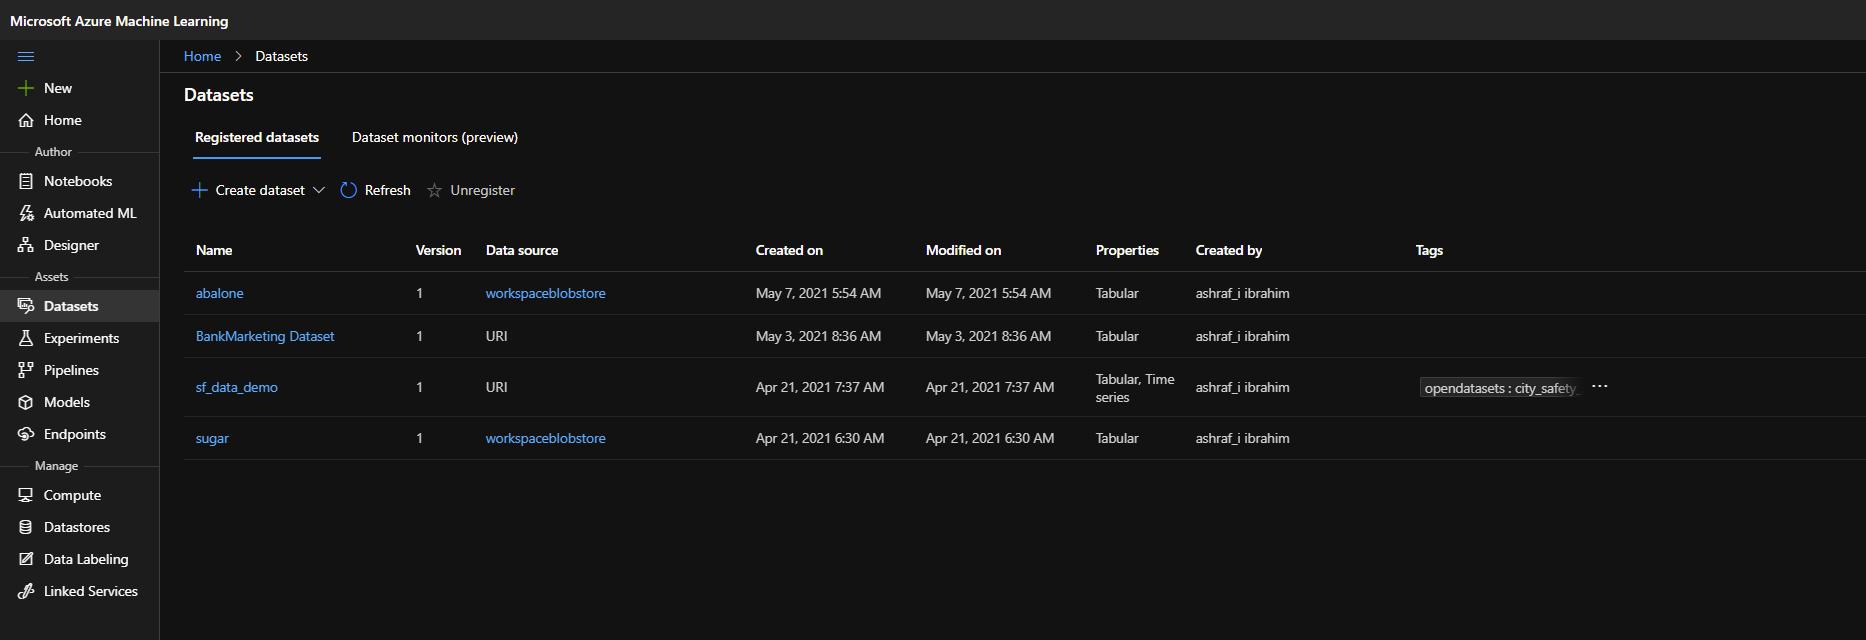 Microsoft Azure Machine Learning
Home > Datasets
New
Home
Author
Notebooks
Automated ML
Designer
Assets
Datasets
Experiments
Pipelines
Models
Endpoints
Manage
Compute
Datastores
Data Labeling
Linked Services
Datasets
Registered datasets Dataset monitors (preview)
Create dataset Refresh Unregister
Name Version Data source Created on Modified on Properties Created by Tags
abalone 1 workspaceblobstore May 7, 2021 5:54 AM May 7, 2021 5:54 AM Tabular ashraf_i ibrahim
BankMarketing Dataset 1 URI May 3, 2021 8:36 AM May 3, 2021 8:36 AM Tabular ashraf_i ibrahim
sf_data_demo 1 URI Apr 21, 2021 7:37 AM Apr 21, 2021 7:37 AM Tabular, Time series ashraf_i ibrahim opendatasets : city_safety_ ···
sugar 1 workspaceblobstore Apr 21, 2021 6:30 AM Apr 21, 2021 6:30 AM Tabular ashraf_i ibrahim